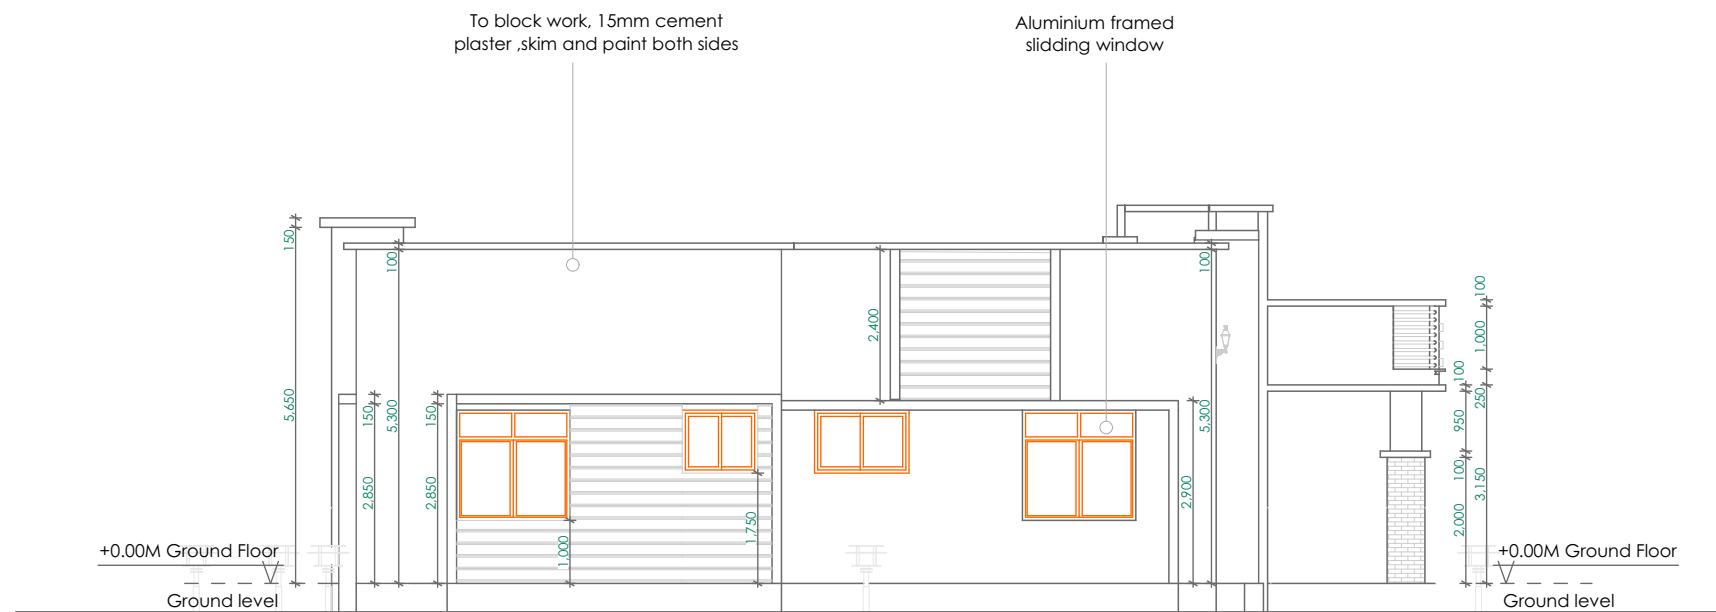 To block work, 15mm cement
plaster ,skim and paint both sides
Aluminium framed
slidding window
150
5,650
100
5,300
150
2,850
150
2,850
1,000
1,750
2,400
2,900
100
5,300
100
1,000
100
250
950
100
3,150
2,000
+0.00M Ground Floor
Ground level
+0.00M Ground Floor
Ground level